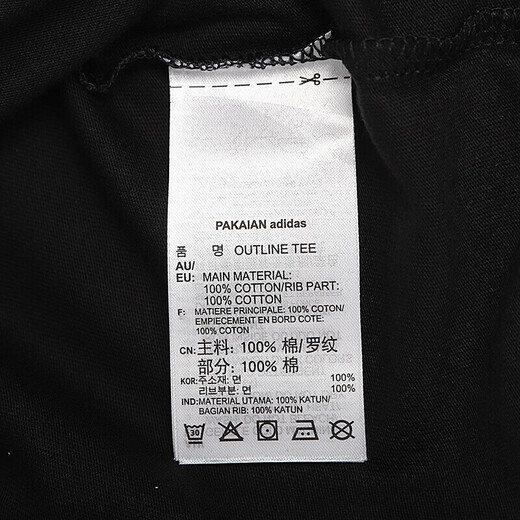 PAKAIAN adidas
품 명 OUTLINE TEE
AU/
EU: MAIN MATERIAL:
100% COTTON/RIB PART:
100% COTTON
F: MATIERE PRINCIPALE: 100% COTON/
EMPIECEMENT EN BORD COTE:
100% COTON
CN: 主料: 100% 棉/罗纹
部分: 100% 棉
KOR: 주소재: 면 100%
리브부분: 면 100%
IND: MATERIAL UTAMA: 100% KATUN/
BAGIAN RIB: 100% KATUN
30